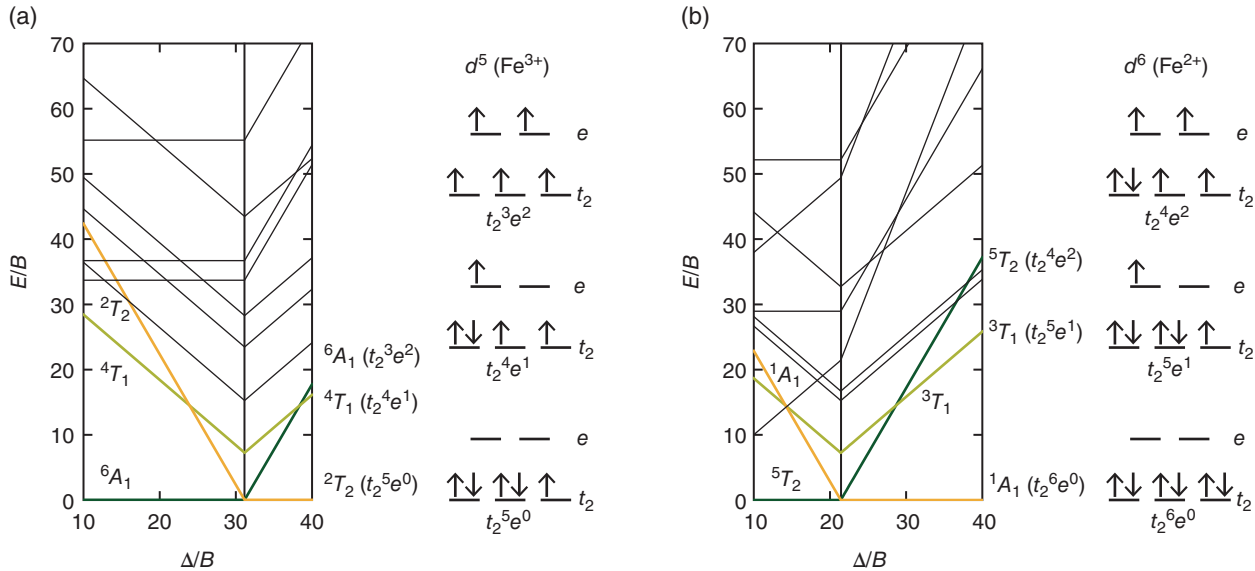 (a)
70
60
50
40
30
20
10
0
E/B
10
20
30
40
Δ/B
²T₂
⁴T₁
⁶A₁
⁶A₁ (t₂³e²)
⁴T₁ (t₂⁴e¹)
²T₂ (t₂⁵e⁰)
d⁵ (Fe³⁺)
e
t₂
t₂³e²
e
t₂
t₂⁴e¹
e
t₂
t₂⁵e⁰
(b)
70
60
50
40
30
20
10
0
E/B
10
20
30
40
Δ/B
¹A₁
³T₁
⁵T₂
⁵T₂ (t₂⁴e²)
³T₁ (t₂⁵e¹)
¹A₁ (t₂⁶e⁰)
d⁶ (Fe²⁺)
e
t₂
t₂⁴e²
e
t₂
t₂⁵e¹
e
t₂
t₂⁶e⁰